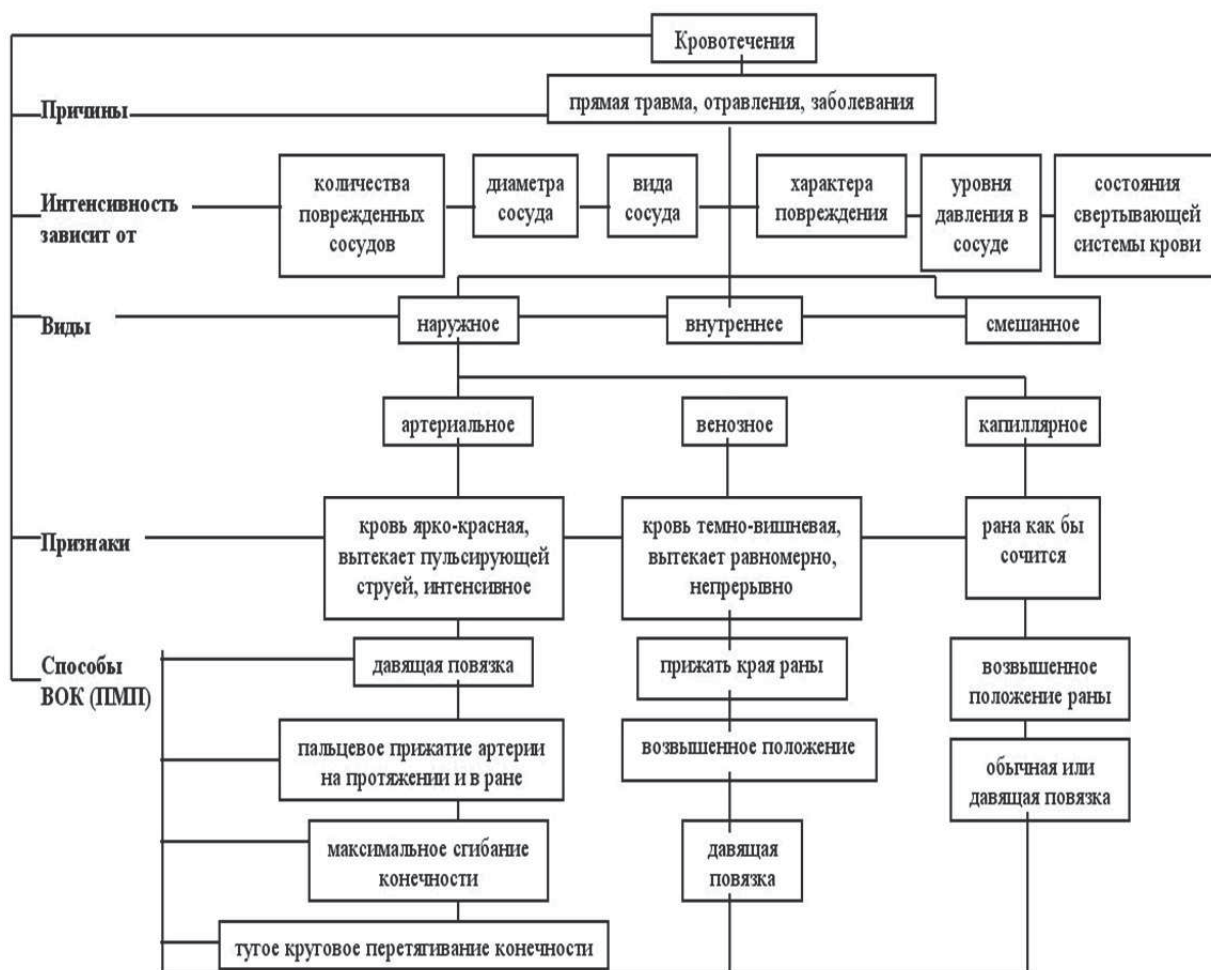 Кровотечения
прямая травма, отравления, заболевания
Причины
Интенсивность
зависит от
количества
поврежденных
сосудов
диаметра
сосуда
вида
сосуда
характера
повреждения
уровня
давления в
сосуде
состояния
свертывающей
системы крови
Виды
наружное
внутреннее
смешанное
артериальное
венозное
капиллярное
Признаки
кровь ярко-красная,
вытекает пульсирующей
струей, интенсивное
кровь темно-вишневая,
вытекает равномерно,
непрерывно
рана как бы
сочится
Способы
ВОК (ПМП)
давящая повязка
прижать края раны
возвышенное
положение раны
пальцевое прижатие артерии
на протяжении и в ране
возвышенное положение
обычная или
давящая повязка
максимальное сгибание
конечности
давящая
повязка
тугое круговое перетягивание конечности